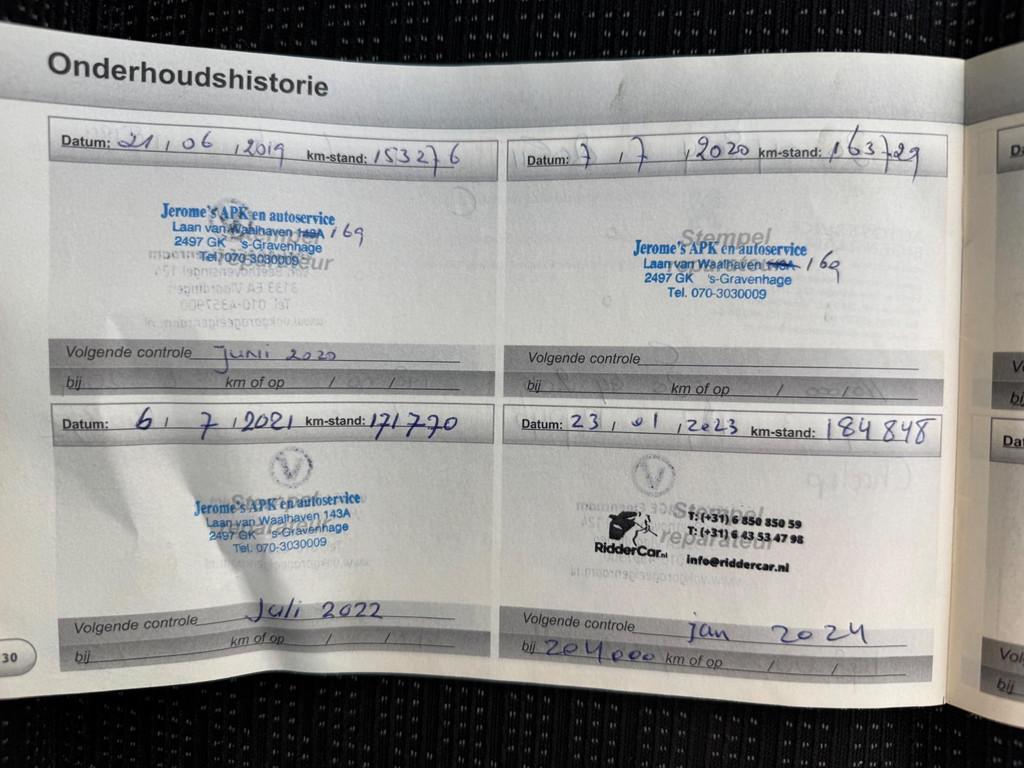 Onderhoudshistorie
Datum: 21 / 06 / 2019 km-stand: 153276
Jerome's APK en autoservice
Laan van Waalhaven 143A 169
2497 GK 's-Gravenhage
Tel. 070-3030009
Stempel
Volgende controle Juni 2020
bij km of op / /
Datum: 7 / 7 / 2020 km-stand: 163729
Stempel
Jerome's APK en autoservice
Laan van Waalhaven 143A 169
2497 GK 's-Gravenhage
Tel. 070-3030009
Volgende controle
bij km of op / /
Datum: 6 / 7 / 2021 km-stand: 171770
Stempel
Jerome's APK en autoservice
Laan van Waalhaven 143A
reparateur
2497 GK 's-Gravenhage
Tel. 070-3030009
Volgende controle Juli 2022
bij km of op / /
Datum: 23 / 01 / 2023 km-stand: 184848
Stempel
reparateur
RidderCar.nl
T: (+31) 6 850 850 59
T: (+31) 6 43 53 47 98
info@riddercar.nl
Volgende controle jan 2024
bij 204000 km of op / /
30